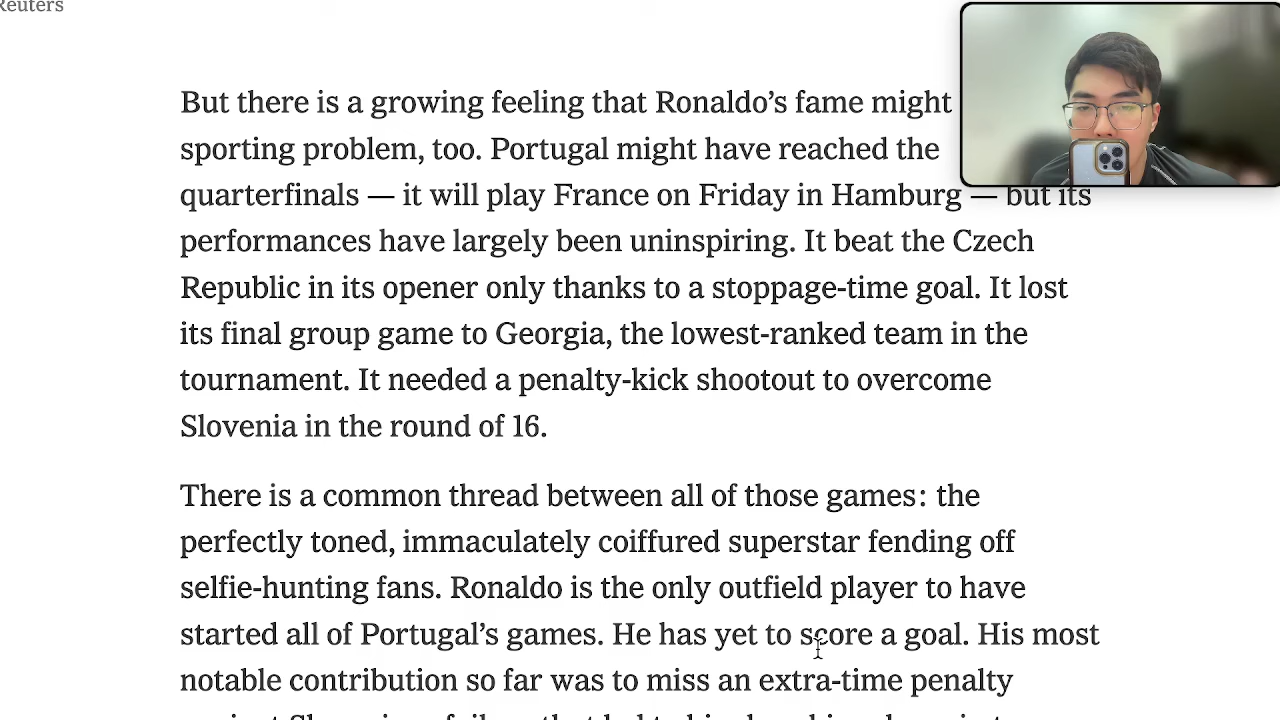 Reuters
But there is a growing feeling that Ronaldo’s fame might
sporting problem, too. Portugal might have reached the
quarterfinals — it will play France on Friday in Hamburg — but its
performances have largely been uninspiring. It beat the Czech
Republic in its opener only thanks to a stoppage-time goal. It lost
its final group game to Georgia, the lowest-ranked team in the
tournament. It needed a penalty-kick shootout to overcome
Slovenia in the round of 16.
There is a common thread between all of those games: the
perfectly toned, immaculately coiffured superstar fending off
selfie-hunting fans. Ronaldo is the only outfield player to have
started all of Portugal’s games. He has yet to score a goal. His most
notable contribution so far was to miss an extra-time penalty